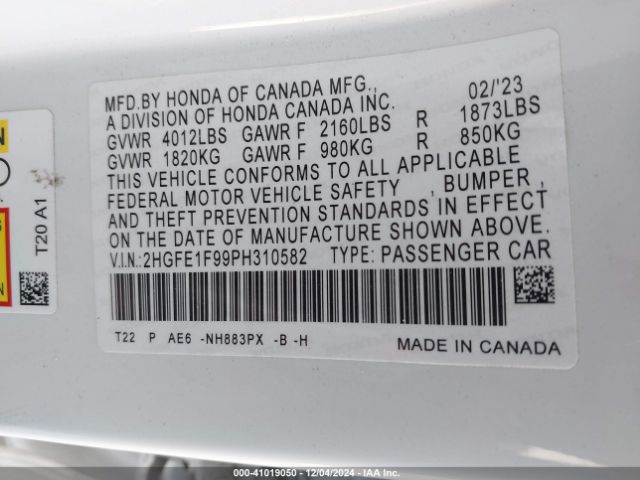 MFD.BY HONDA OF CANADA MFG., 02/'23
A DIVISION OF HONDA CANADA INC.
GVWR 4012LBS GAWR F 2160LBS R 1873LBS
GVWR 1820KG GAWR F 980KG R 850KG
THIS VEHICLE CONFORMS TO ALL APPLICABLE
FEDERAL MOTOR VEHICLE SAFETY , BUMPER ,
AND THEFT PREVENTION STANDARDS IN EFFECT
ON THE DATE OF MANUFACTURE SHOWN ABOVE.
V.I.N.:2HGFE1F99PH310582 TYPE: PASSENGER CAR
T22 P AE6 -NH883PX -B -H
MADE IN CANADA
T20 A1
000-41019050 - 12/04/2024 - IAAI.COM